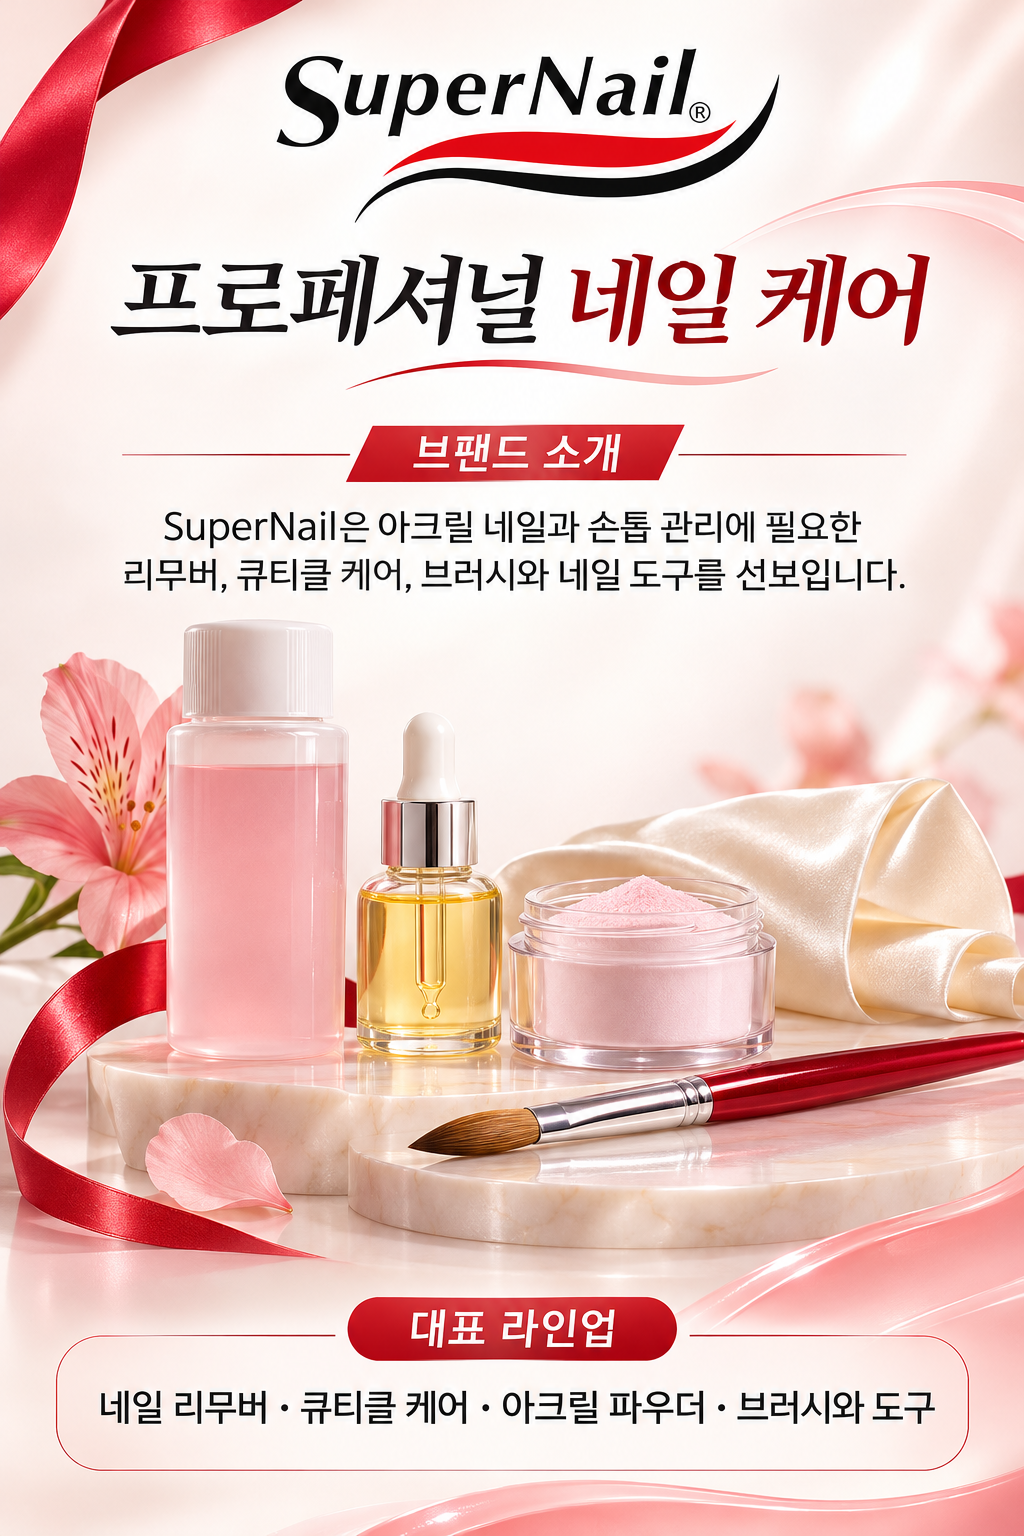 SuperNail®
프로페셔널 네일 케어
브팬드 소개
SuperNail은 아크릴 네일과 손톱 관리에 필요한
리무버, 큐티클 케어, 브러시와 네일 도구를 선보입니다.
대표 라인업
네일 리무버 · 큐티클 케어 · 아크릴 파우더 · 브러시와 도구